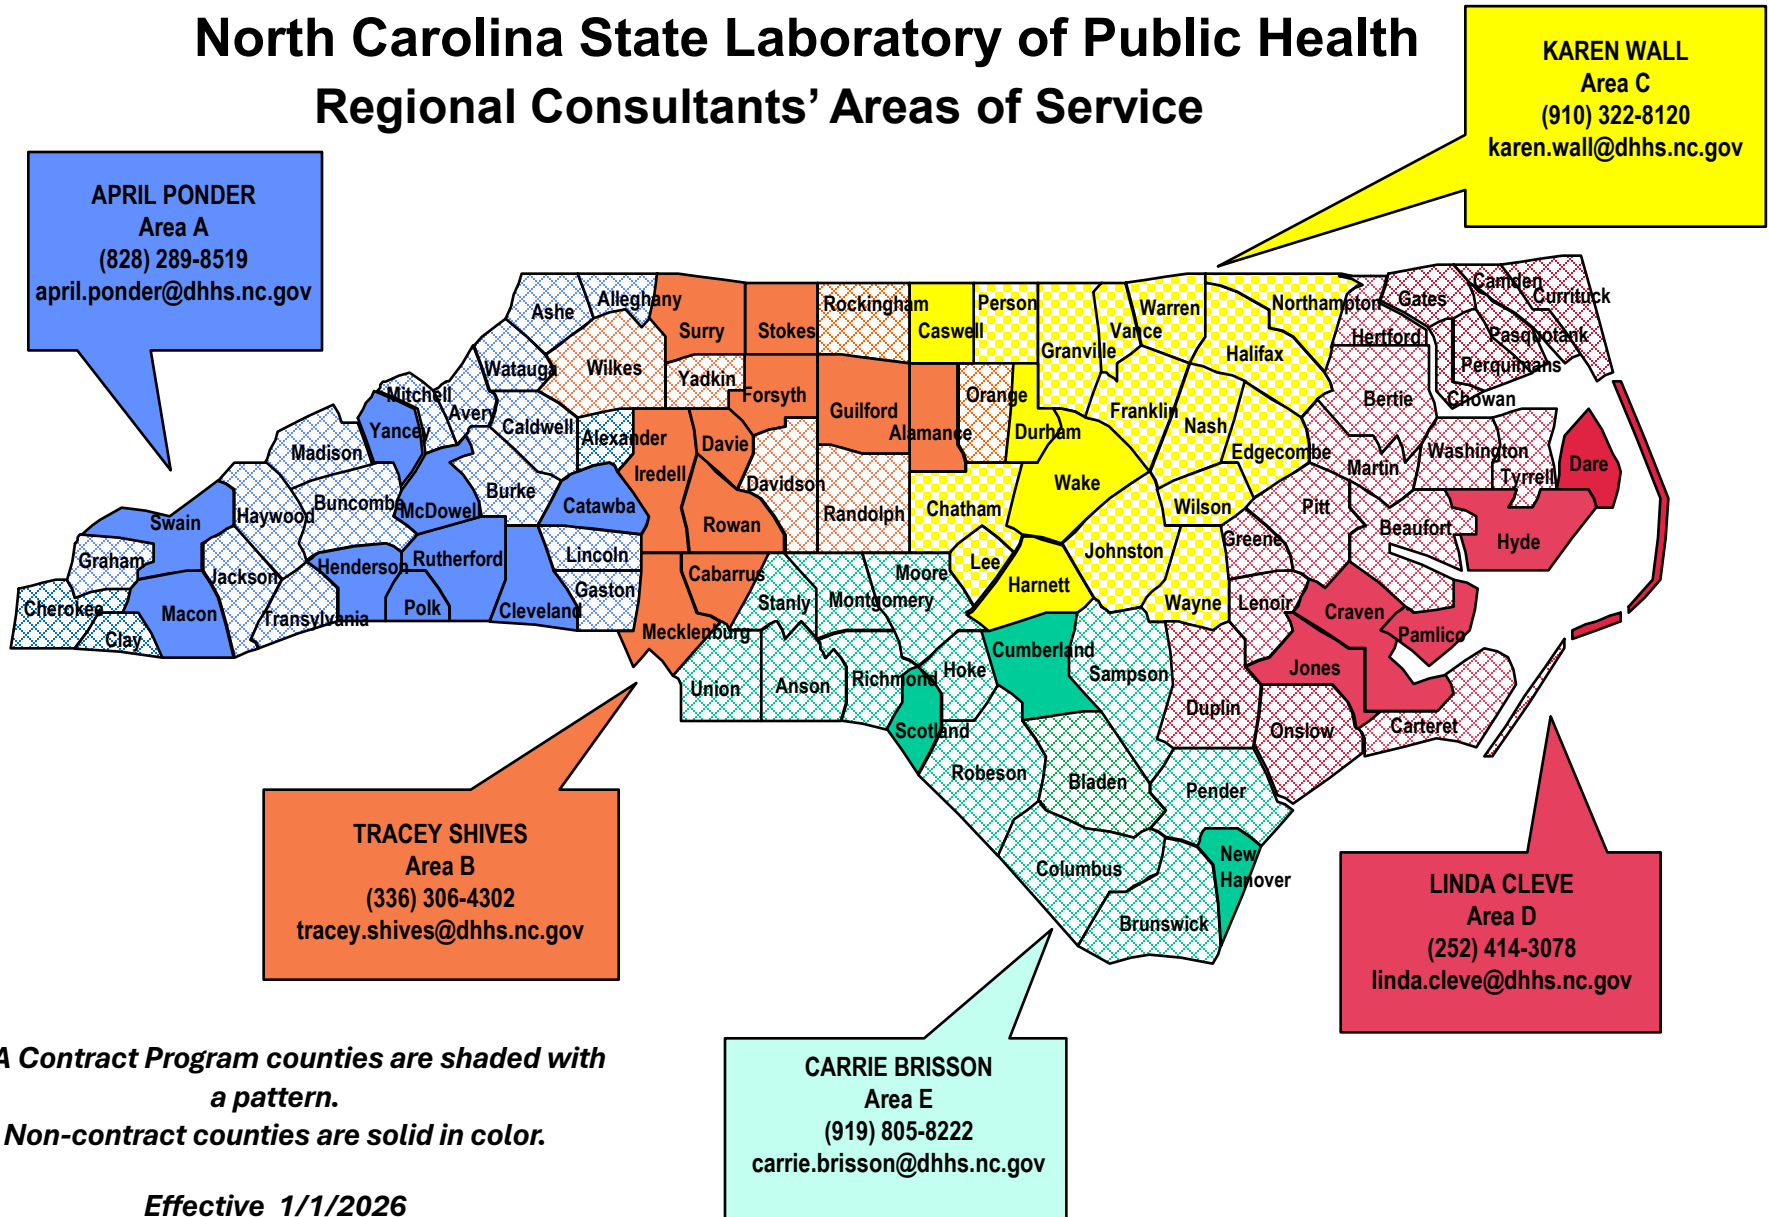 North Carolina State Laboratory of Public Health
Regional Consultants’ Areas of Service
KAREN WALL
Area C
(910) 322-8120
karen.wall@dhhs.nc.gov
APRIL PONDER
Area A
(828) 289-8519
april.ponder@dhhs.nc.gov
Ashe
Alleghany
Surry
Stokes
Rockingham
Caswell
Person
Granville
Vance
Warren
Northampton
Gates
Camden
Currituck
Hertford
Pasquotank
Perquimans
Chowan
Halifax
Watauga
Wilkes
Yadkin
Forsyth
Guilford
Alamance
Orange
Durham
Franklin
Nash
Edgecombe
Bertie
Mitchell
Avery
Yancey
Caldwell
Alexander
Iredell
Davie
Davidson
Randolph
Chatham
Wake
Wilson
Martin
Washington
Tyrrell
Dare
Madison
Buncombe
McDowell
Burke
Catawba
Rowan
Johnston
Greene
Pitt
Beaufort
Hyde
Swain
Haywood
Graham
Jackson
Henderson
Rutherford
Lincoln
Gaston
Cabarrus
Stanly
Montgomery
Moore
Lee
Harnett
Wayne
Lenoir
Craven
Pamlico
Cherokee
Clay
Macon
Transylvania
Polk
Cleveland
Mecklenburg
Union
Anson
Richmond
Hoke
Cumberland
Sampson
Duplin
Jones
Onslow
Carteret
Scotland
Robeson
Bladen
Pender
Columbus
New
Hanover
Brunswick
TRACEY SHIVES
Area B
(336) 306-4302
tracey.shives@dhhs.nc.gov
LINDA CLEVE
Area D
(252) 414-3078
linda.cleve@dhhs.nc.gov
CARRIE BRISSON
Area E
(919) 805-8222
carrie.brisson@dhhs.nc.gov
A Contract Program counties are shaded with
a pattern.
Non-contract counties are solid in color.
Effective 1/1/2026